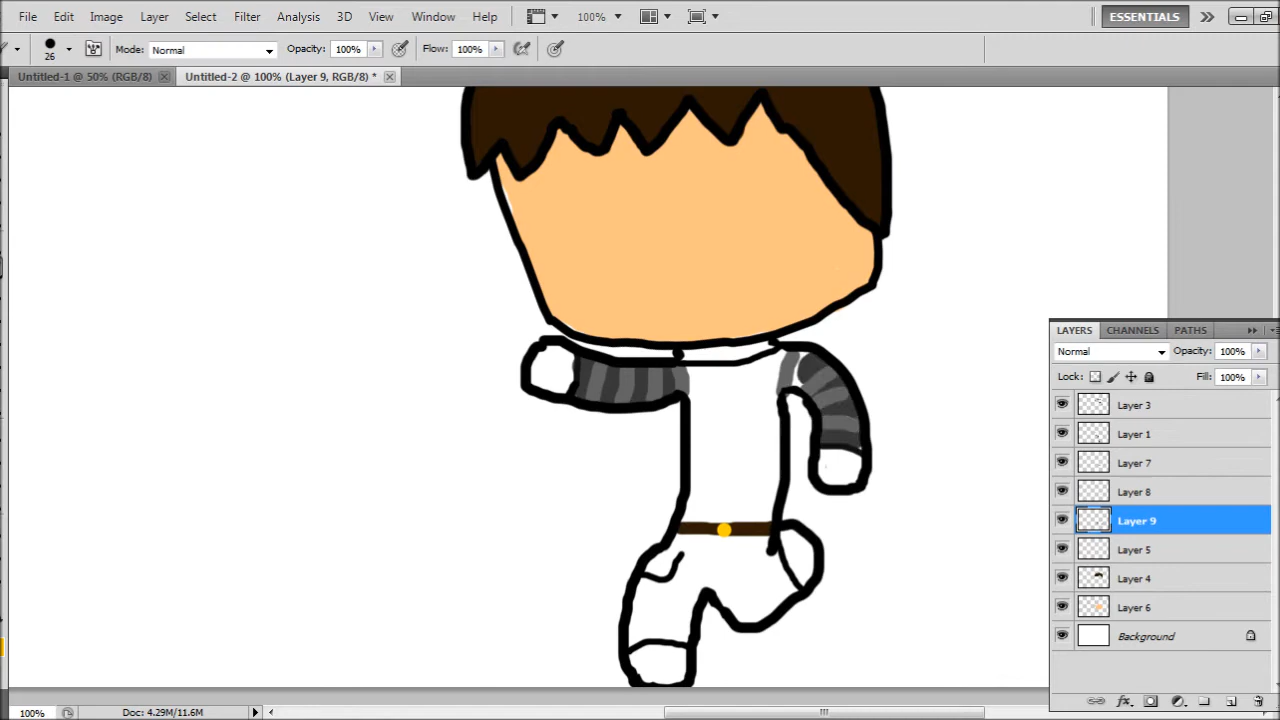 File Edit Image Layer Select Filter Analysis 3D View Window Help 100% ESSENTIALS
26 Mode: Normal Opacity: 100% Flow: 100%
Untitled-1 @ 50% (RGB/8) Untitled-2 @ 100% (Layer 9, RGB/8) *
LAYERS CHANNELS PATHS
Normal Opacity: 100%
Lock: Fill: 100%
Layer 3
Layer 1
Layer 7
Layer 8
Layer 9
Layer 5
Layer 4
Layer 6
Background
fx
100% Doc: 4.29M/11.6M